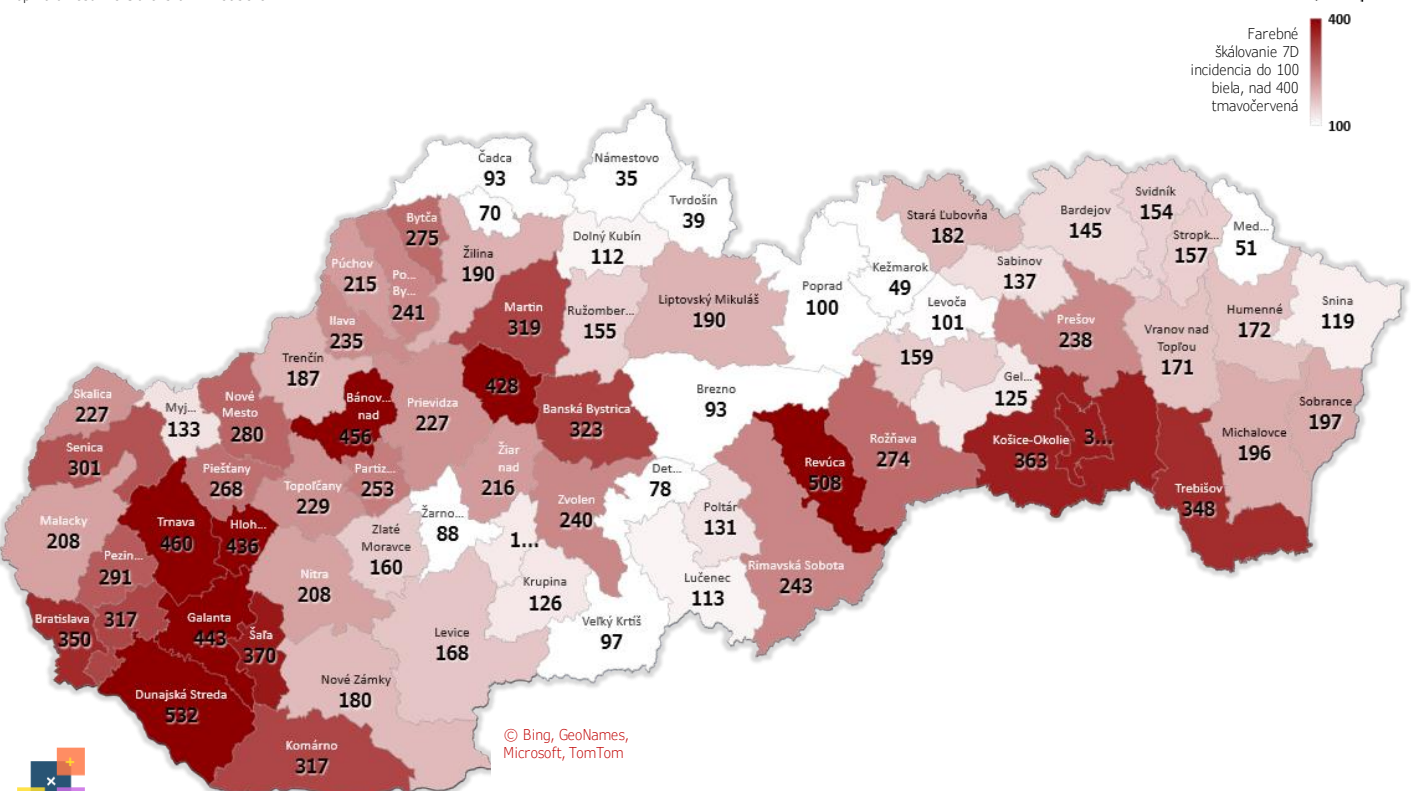 400
Farebné
škálovanie 7D
incidencia do 100
biela, nad 400
tmavočervená
100
Čadca
93
Námestovo
35
70
Tvrdošín
39
Bytča
275
Dolný Kubín
112
Žilina
190
Púchov
215
Po...
By...
241
Ilava
235
Martin
319
Ružomber...
155
Liptovský Mikuláš
190
Poprad
100
Kežmarok
49
Levoča
101
Stará Ľubovňa
182
Sabinov
137
Bardejov
145
Svidník
154
Stropk...
157
Med...
51
Snina
119
Humenné
172
Vranov nad
Topľou
171
Prešov
238
159
Gel...
125
Trenčín
187
Skalica
227
Myj...
133
Nové
Mesto
280
Bánov...
nad
456
Prievidza
227
428
Banská Bystrica
323
Brezno
93
Senica
301
Piešťany
268
Topoľčany
229
Partiz...
253
Žiar
nad
216
Zvolen
240
Det...
78
Poltár
131
Revúca
508
Rožňava
274
Košice-Okolie
363
3...
Trebišov
348
Michalovce
196
Sobrance
197
Malacky
208
Trnava
460
Hloh...
436
Pezin...
291
Nitra
208
Zlaté
Moravce
160
Žarno...
88
1...
Krupina
126
Lučenec
113
Rimavská Sobota
243
Veľký Krtíš
97
Bratislava
350
317
Galanta
443
Šaľa
370
Levice
168
Nové Zámky
180
Dunajská Streda
532
Komárno
317
© Bing, GeoNames,
Microsoft, TomTom